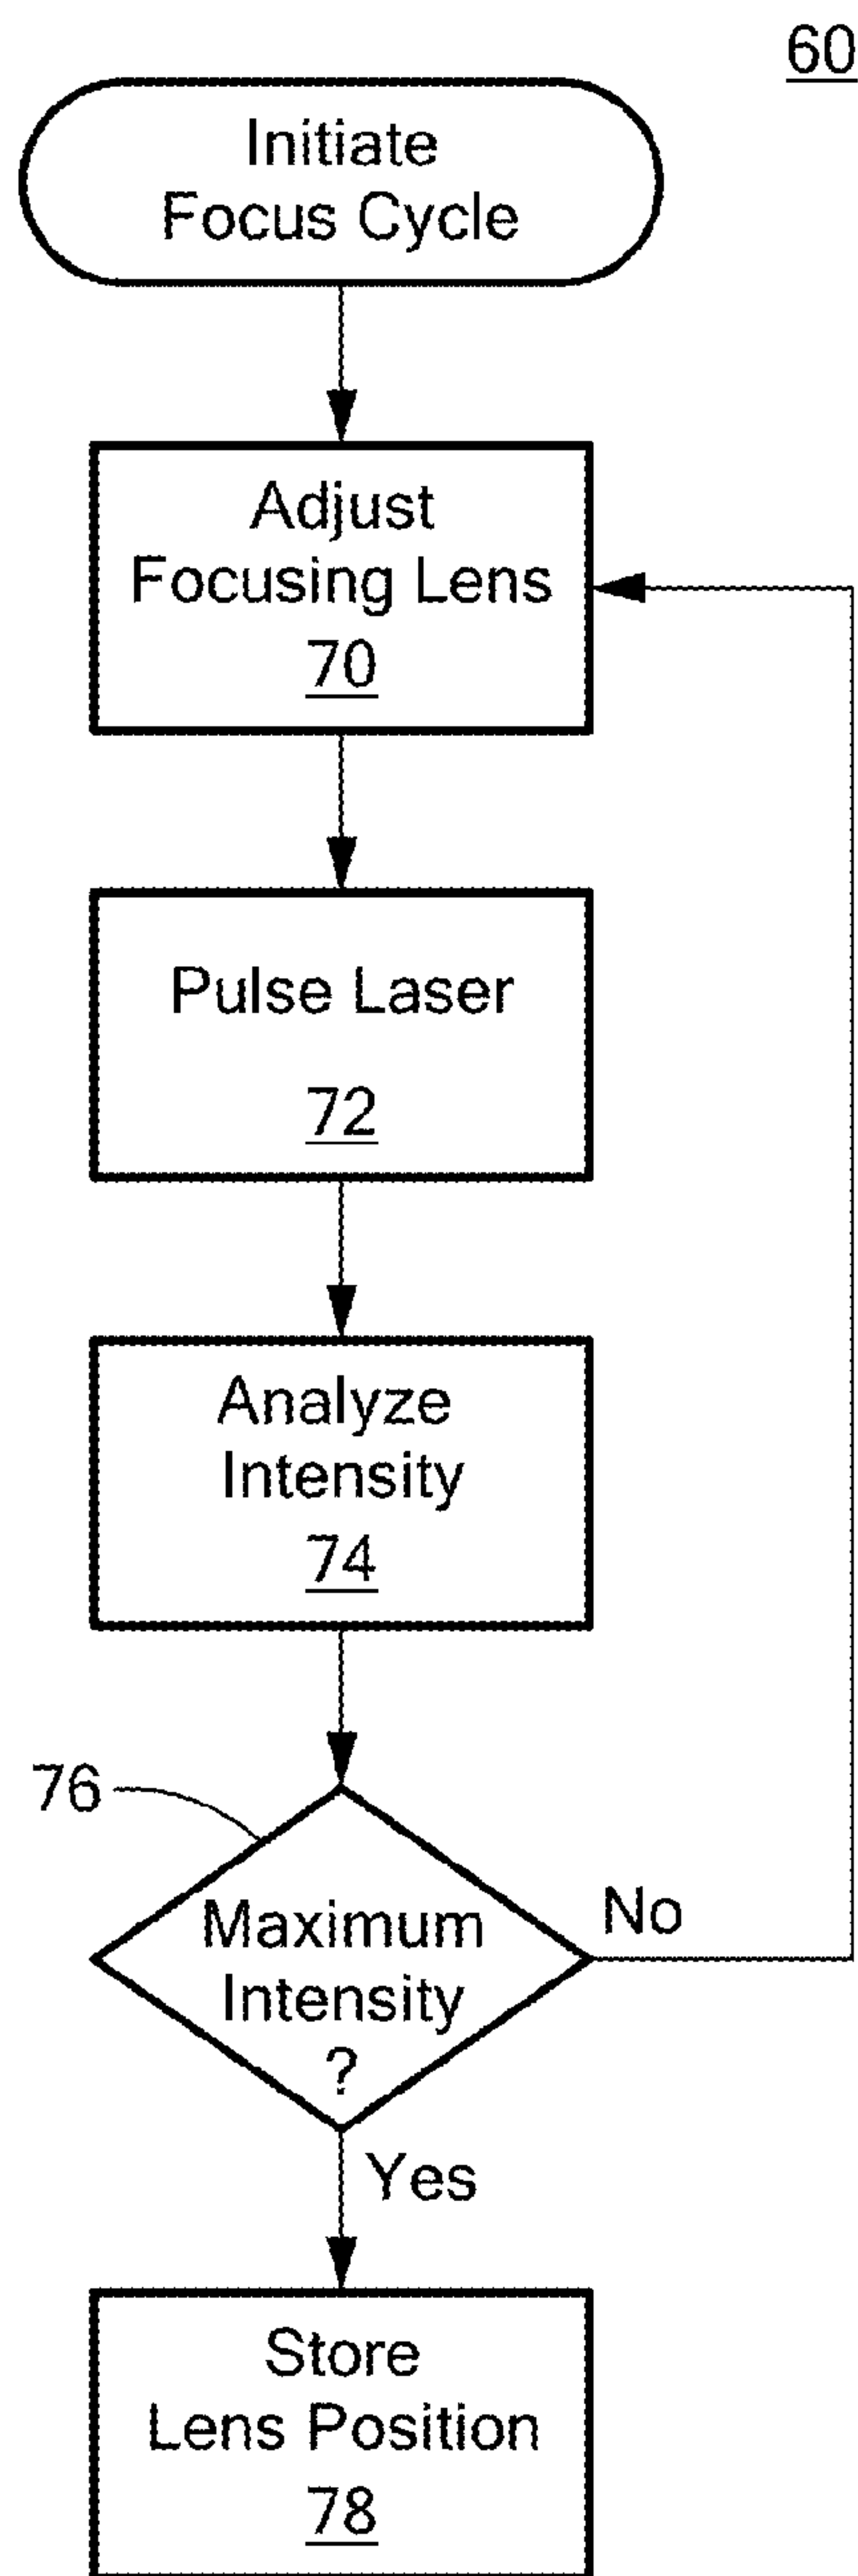 60
Initiate
Focus Cycle
Adjust
Focusing Lens
70
Pulse Laser
72
Analyze
Intensity
74
76
Maximum
Intensity
?
No
Yes
Store
Lens Position
78